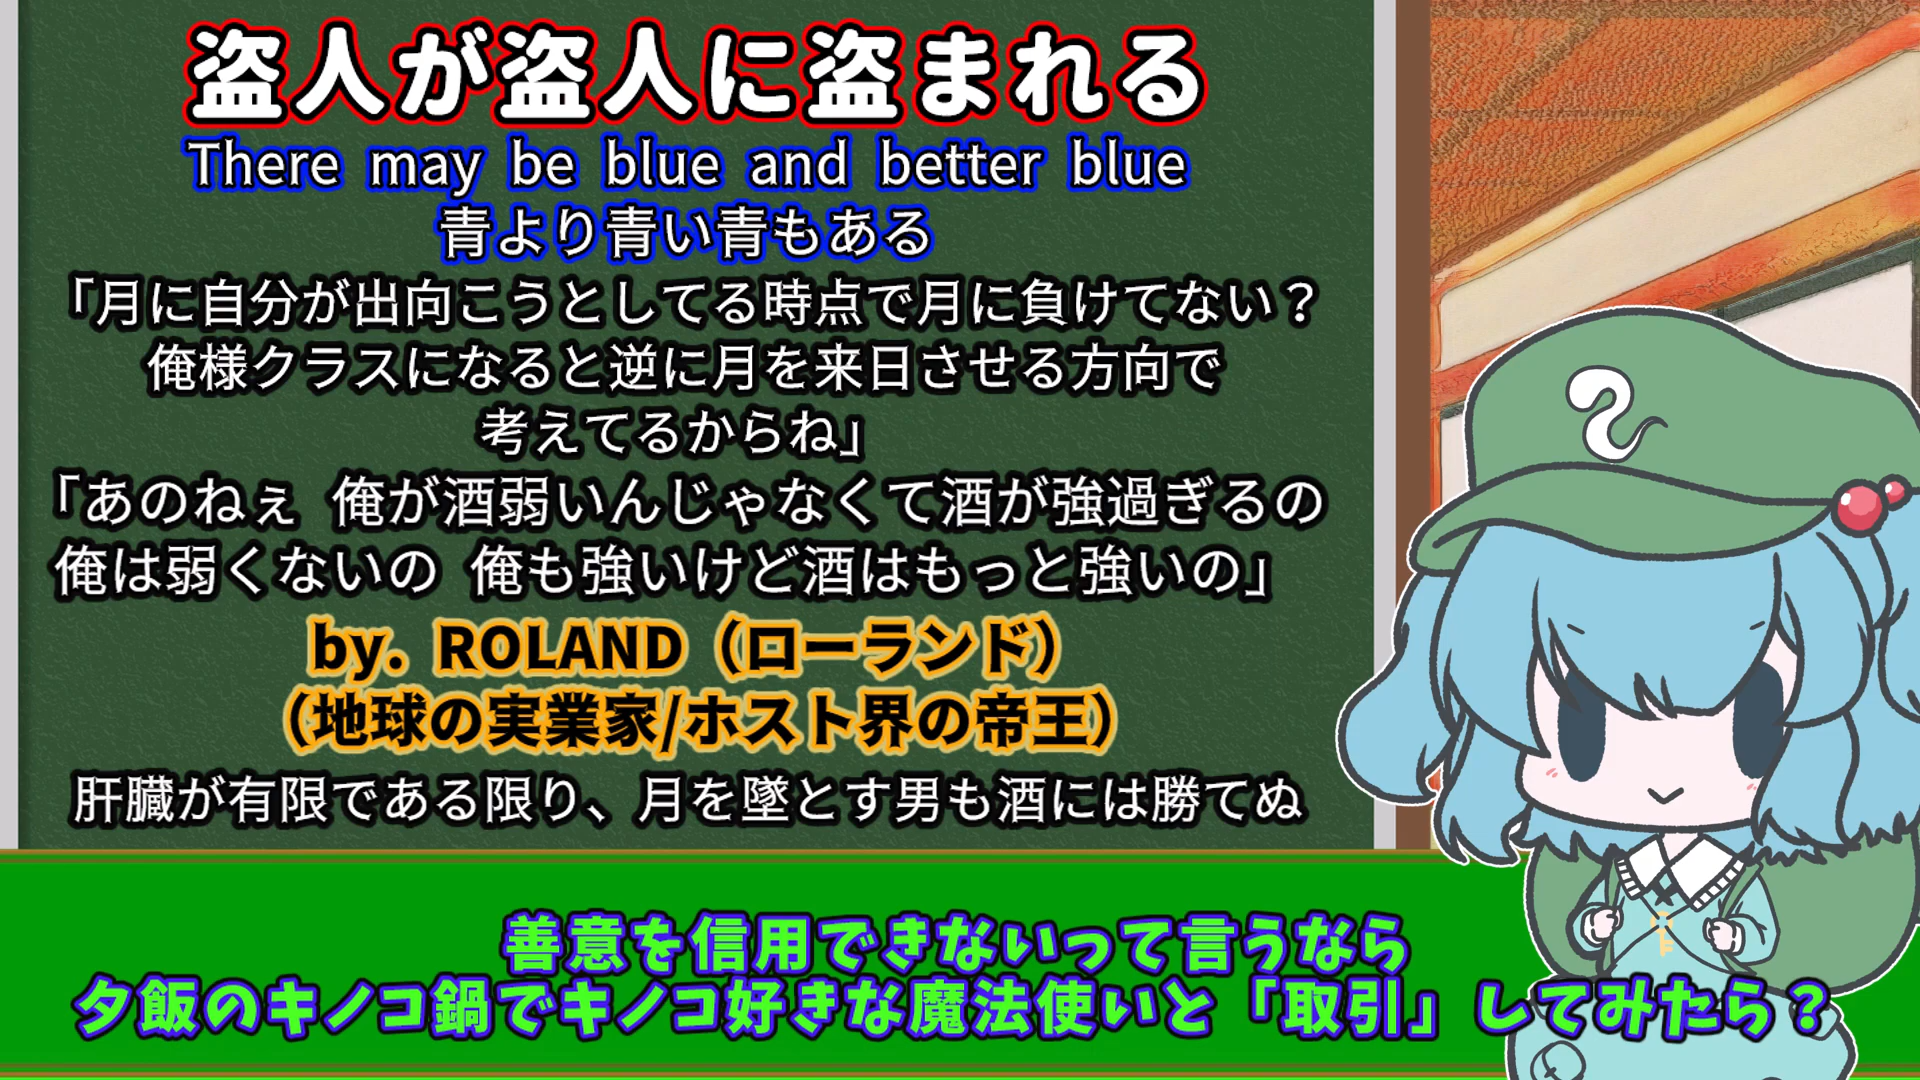 盗人が盗人に盗まれる
There may be blue and better blue
青より青い青もある
「月に自分が出向こうとしてる時点で月に負けてない？
俺様クラスになると逆に月を来日させる方向で
考えてるからね」
「あのねぇ 俺が酒弱いんじゃなくて酒が強過ぎるの
俺は弱くないの 俺も強いけど酒はもっと強いの」
by. ROLAND（ローランド）
（地球の実業家/ホスト界の帝王）
肝臓が有限である限り、月を墜とす男も酒には勝てぬ
善意を信用できないって言うなら
夕飯のキノコ鍋でキノコ好きな魔法使いと「取引」してみたら？